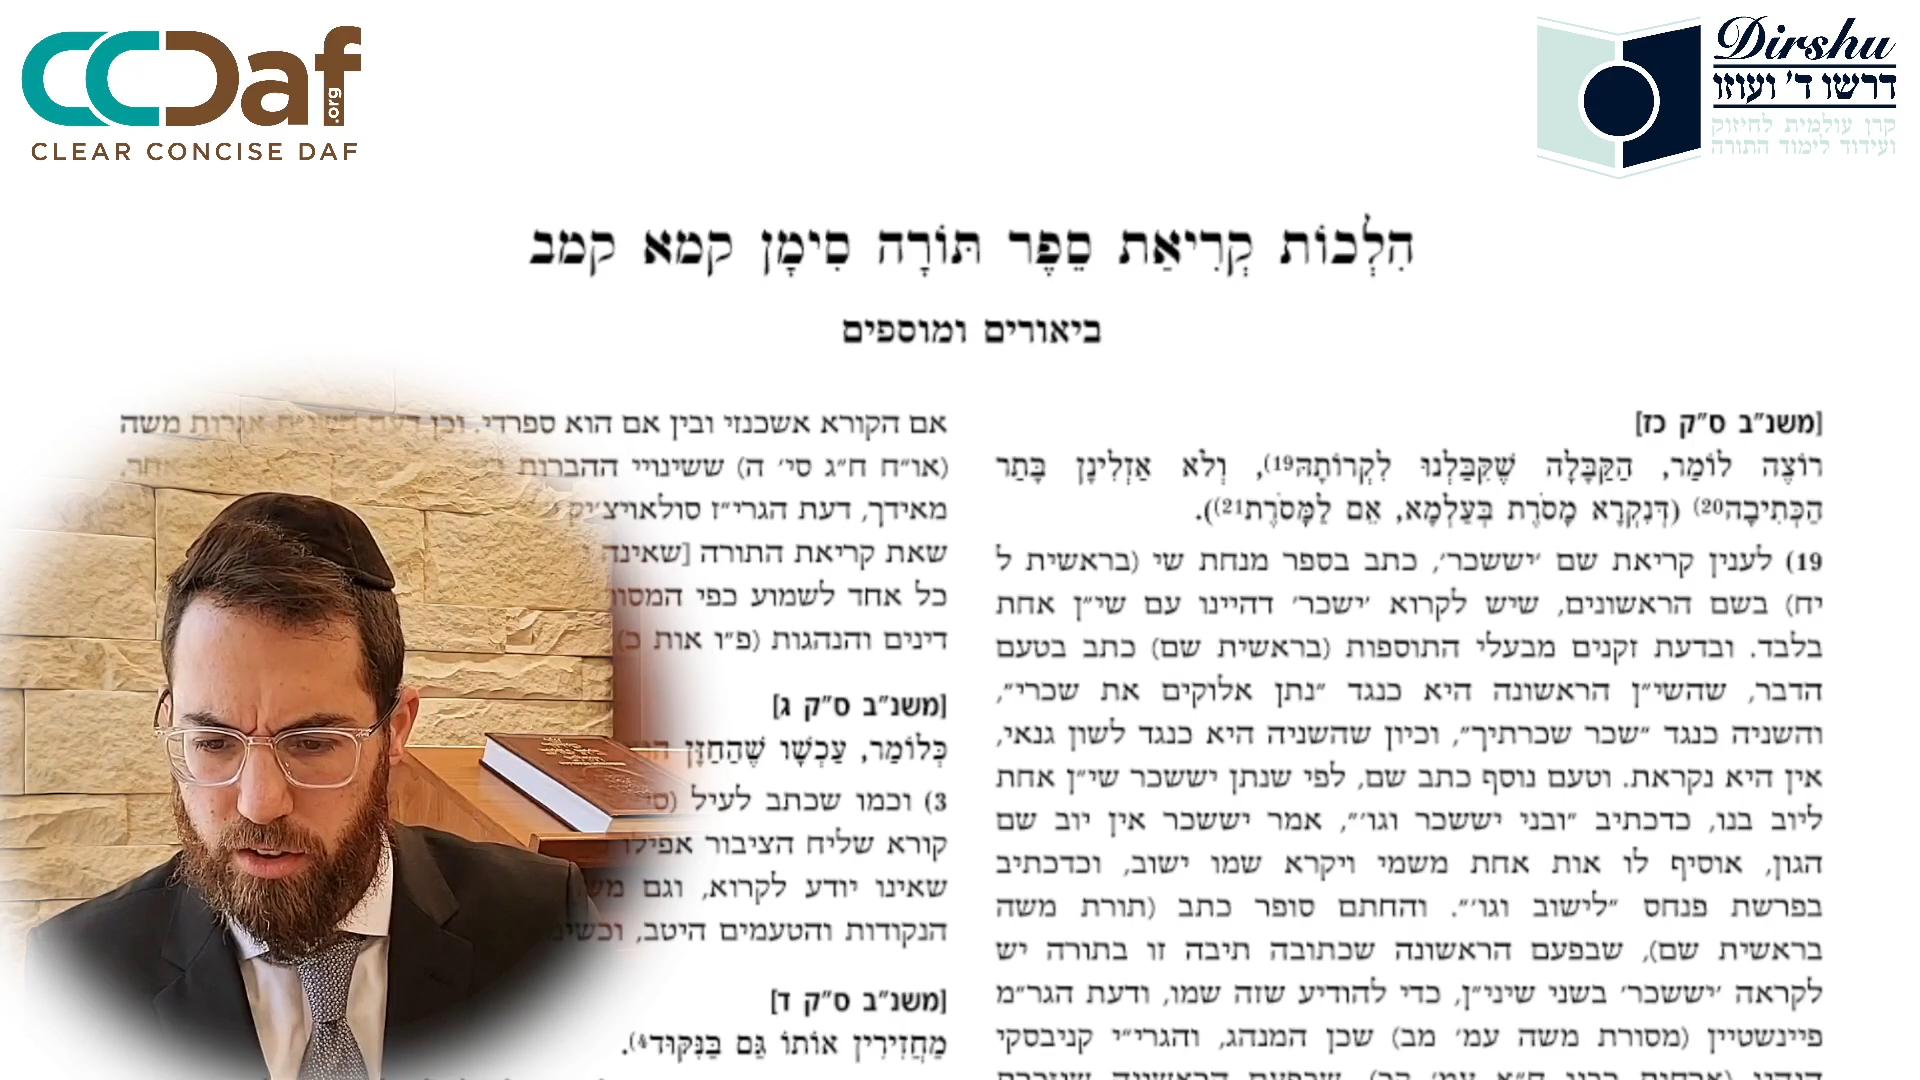 CCDaf.org
CLEAR CONCISE DAF
Dirshu
דרשו ד' ועוזו
קרן עולמית לחיזוק
ועידוד לימוד התורה
הִלְכוֹת קְרִיאַת סֵפֶר תּוֹרָה סִימָן קמא קמב
ביאורים ומוספים
[משנ"ב ס"ק כז]
רוֹצֶה לוֹמַר, הַקַּבָּלָה שֶׁקִּבַּלְנוּ לִקְרוֹתָהּ19), וְלֹא אַזְלִינָן בָּתַר
הַכְּתִיבָה20) (דְּנִקְרָא מָסֹרֶת בְּעַלְמָא, אֵם לַמָּסֹרֶת21)).
19) לענין קריאת שם 'יששכר', כתב בספר מנחת שי (בראשית ל
יח) בשם הראשונים, שיש לקרוא 'ישכר' דהיינו עם שי"ן אחת
בלבד. ובדעת זקנים מבעלי התוספות (בראשית שם) כתב בטעם
הדבר, שהשי"ן הראשונה היא כנגד "נתן אלוקים את שכרי",
והשניה כנגד "שכר שכרתיך", וכיון שהשניה היא כנגד לשון גנאי,
אין היא נקראת. וטעם נוסף כתב שם, לפי שנתן יששכר שי"ן אחת
ליוב בנו, כדכתיב "ובני יששכר וגו'", אמר יששכר אין יוב שם
הגון, אוסיף לו אות אחת משמי ויקרא שמו ישוב, וכדכתיב
בפרשת פנחס "לישוב וגו'". והחתם סופר כתב (תורת משה
בראשית שם), שבפעם הראשונה שכתובה תיבה זו בתורה יש
לקראה 'יששכר' בשני שיני"ן, כדי להודיע שזה שמו, ודעת הגר"מ
פיינשטיין (מסורת משה עמ' מב) שכן המנהג, והגרי"י קניבסקי
אם הקורא אשכנזי ובין אם הוא ספרדי. וכן דעת השו"ת אגרות משה
(או"ח ח"ג סי' ה) ששינויי ההברות אחר,
מאידך, דעת הגרי"ז סולאויצ'יק
שאת קריאת התורה [שאינה
כל אחד לשמוע כפי המסו
דינים והנהגות (פ"ו אות כ)
[משנ"ב ס"ק ג]
כְּלוֹמַר, עַכְשָׁו שֶׁהַחַזָּן
3) וכמו שכתב לעיל
קורא שליח הציבור אפילו
שאינו יודע לקרוא, וגם
הנקודות והטעמים היטב,
[משנ"ב ס"ק ד]
מַחֲזִירִין אוֹתוֹ גַּם בַּנִּקּוּד4).